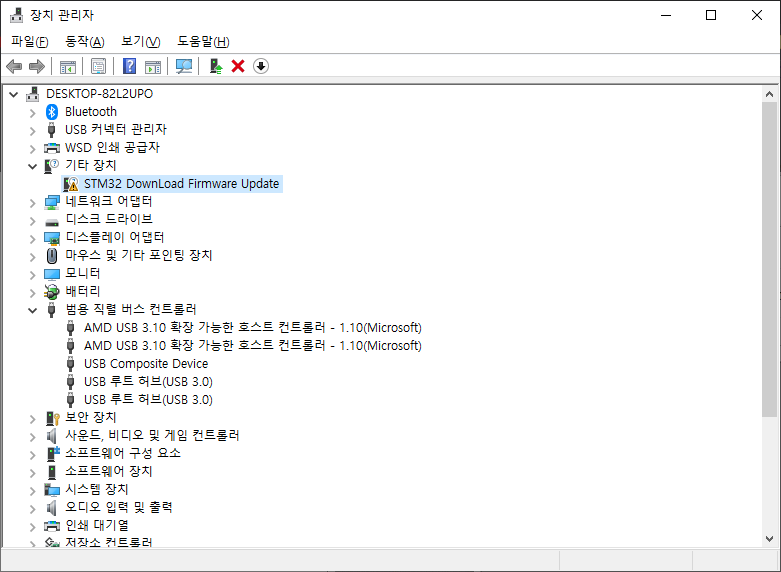 장치 관리자
파일(F) 동작(A) 보기(V) 도움말(H)
DESKTOP-82L2UPO
Bluetooth
USB 커넥터 관리자
WSD 인쇄 공급자
기타 장치
STM32 DownLoad Firmware Update
네트워크 어댑터
디스크 드라이브
디스플레이 어댑터
마우스 및 기타 포인팅 장치
모니터
배터리
범용 직렬 버스 컨트롤러
AMD USB 3.10 확장 가능한 호스트 컨트롤러 - 1.10(Microsoft)
AMD USB 3.10 확장 가능한 호스트 컨트롤러 - 1.10(Microsoft)
USB Composite Device
USB 루트 허브(USB 3.0)
USB 루트 허브(USB 3.0)
보안 장치
사운드, 비디오 및 게임 컨트롤러
소프트웨어 구성 요소
소프트웨어 장치
시스템 장치
오디오 입력 및 출력
인쇄 대기열
저장소 컨트롤러